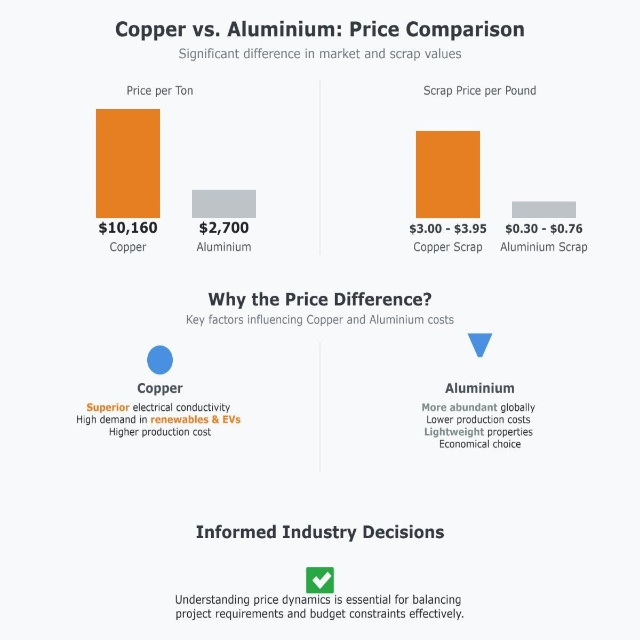 Copper vs. Aluminium: Price Comparison
Significant difference in market and scrap values
Price per Ton
$10,160
Copper
$2,700
Aluminium
Scrap Price per Pound
$3.00 - $3.95
Copper Scrap
$0.30 - $0.76
Aluminium Scrap
Why the Price Difference?
Key factors influencing Copper and Aluminium costs
Copper
Superior electrical conductivity
High demand in renewables & EVs
Higher production cost
Aluminium
More abundant globally
Lower production costs
Lightweight properties
Economical choice
Informed Industry Decisions
Understanding price dynamics is essential for balancing
project requirements and budget constraints effectively.